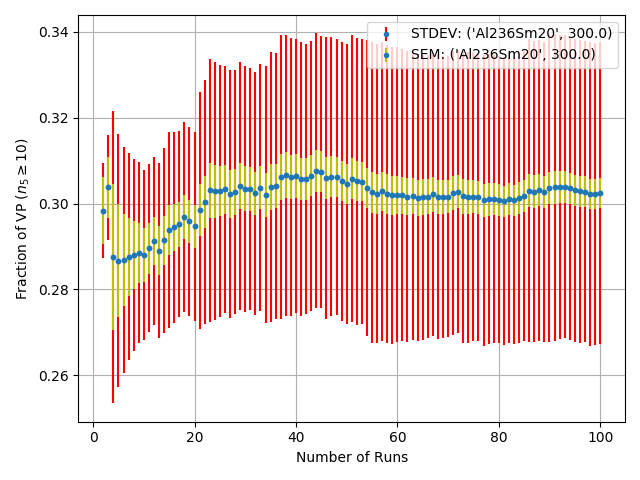 STDEV: ('Al236Sm20', 300.0)
SEM: ('Al236Sm20', 300.0)
0.34
0.32
0.30
0.28
0.26
Fraction of VP (n₅ ≥ 10)
0 20 40 60 80 100
Number of Runs